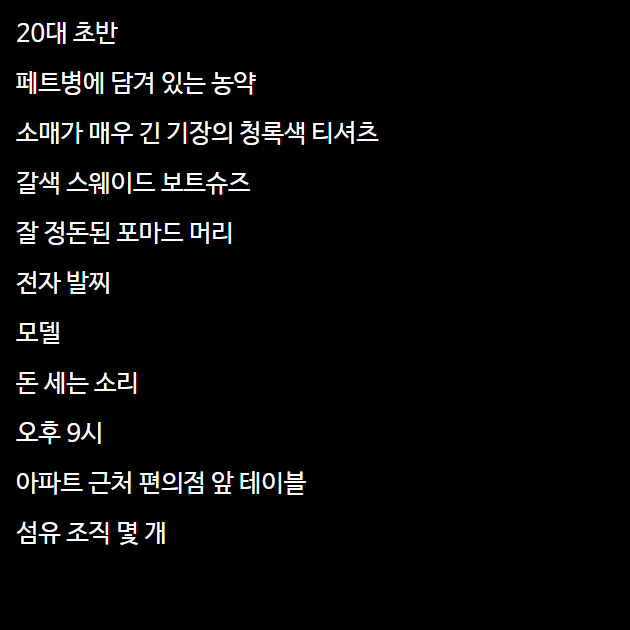 20대 초반
페트병에 담겨 있는 농약
소매가 매우 긴 기장의 청록색 티셔츠
갈색 스웨이드 보트슈즈
잘 정돈된 포마드 머리
전자 발찌
모델
돈 세는 소리
오후 9시
아파트 근처 편의점 앞 테이블
섬유 조직 몇 개